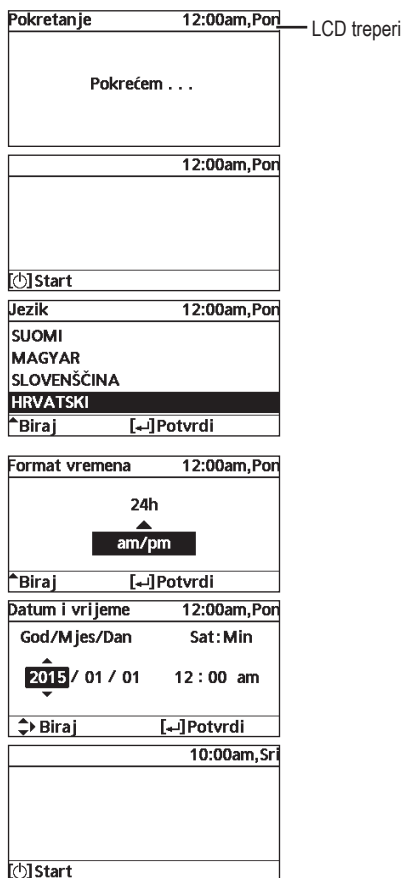 Pokretanje 12:00am,Pon
LCD treperi
Pokrećem . . .
12:00am,Pon
[⏻]Start
Jezik 12:00am,Pon
SUOMI
MAGYAR
SLOVENŠČINA
HRVATSKI
Biraj [↵]Potvrdi
Format vremena 12:00am,Pon
24h
am/pm
Biraj [↵]Potvrdi
Datum i vrijeme 12:00am,Pon
God/Mjes/Dan Sat:Min
2015 / 01 / 01 12 : 00 am
Biraj [↵]Potvrdi
10:00am,Sri
[⏻]Start